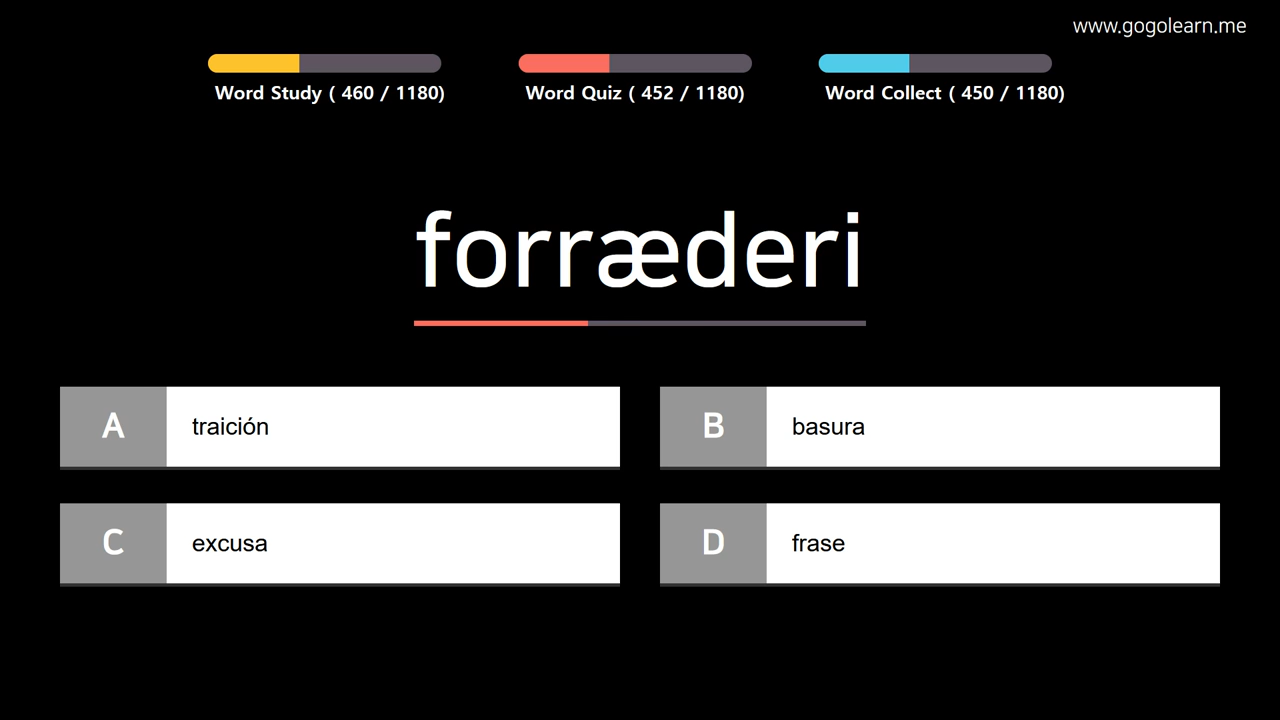 www.gogolearn.me
Word Study ( 460 / 1180)
Word Quiz ( 452 / 1180)
Word Collect ( 450 / 1180)
forræderi
A traición
B basura
C excusa
D frase